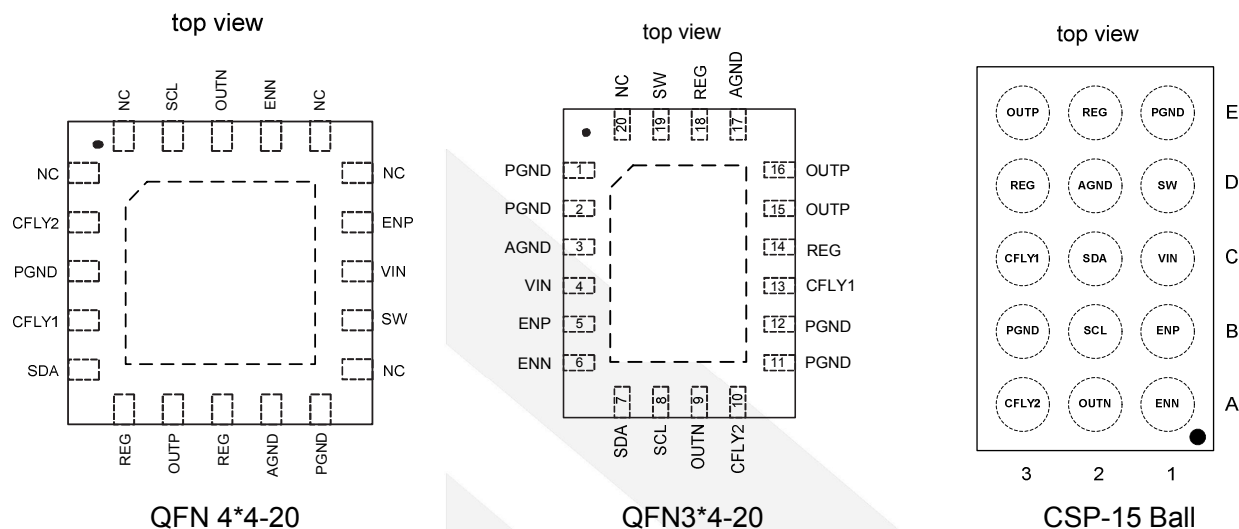 top view
NC SCL OUTN ENN NC
NC
CFLY2
PGND
CFLY1
SDA
NC
ENP
VIN
SW
NC
REG OUTP REG AGND PGND
QFN 4*4-20
top view
NC SW REG AGND
20 19 18 17
PGND 1
PGND 2
AGND 3
VIN 4
ENP 5
ENN 6
16 OUTP
15 OUTP
14 REG
13 CFLY1
12 PGND
11 PGND
7 8 9 10
SDA SCL OUTN CFLY2
QFN3*4-20
top view
OUTP REG PGND E
REG AGND SW D
CFLY1 SDA VIN C
PGND SCL ENP B
CFLY2 OUTN ENN A
3 2 1
CSP-15 Ball